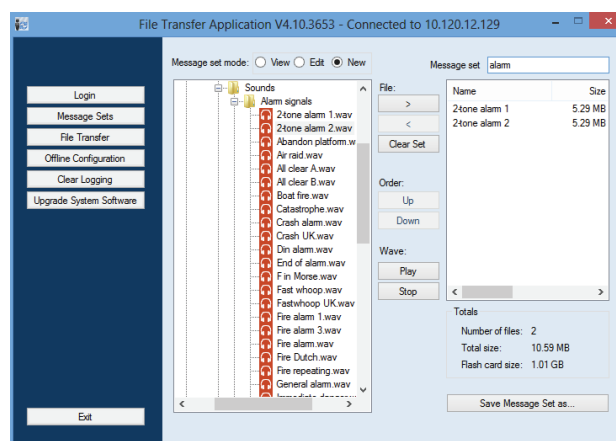 File Transfer Application V4.10.3653 - Connected to 10.120.12.129
Message set mode: View Edit New
Message set alarm
Login
Message Sets
File Transfer
Offline Configuration
Clear Logging
Upgrade System Software
Exit
Sounds
Alarm signals
2-tone alarm 1.wav
2-tone alarm 2.wav
Abandon platform.w
Air raid.wav
All clear A.wav
All clear B.wav
Boat fire.wav
Catastrophe.wav
Crash alarm.wav
Crash UK.wav
Din alarm.wav
End of alarm.wav
F in Morse.wav
Fast whoop.wav
Fastwhoop UK.wav
Fire alarm 1.wav
Fire alarm 3.wav
Fire alarm.wav
Fire Dutch.wav
Fire repeating.wav
General alarm.wav
Immediate danger.w
File:
>
<
Clear Set
Order:
Up
Down
Wave:
Play
Stop
Name Size
2-tone alarm 1 5.29 MB
2-tone alarm 2 5.29 MB
Totals
Number of files: 2
Total size: 10.59 MB
Flash card size: 1.01 GB
Save Message Set as...